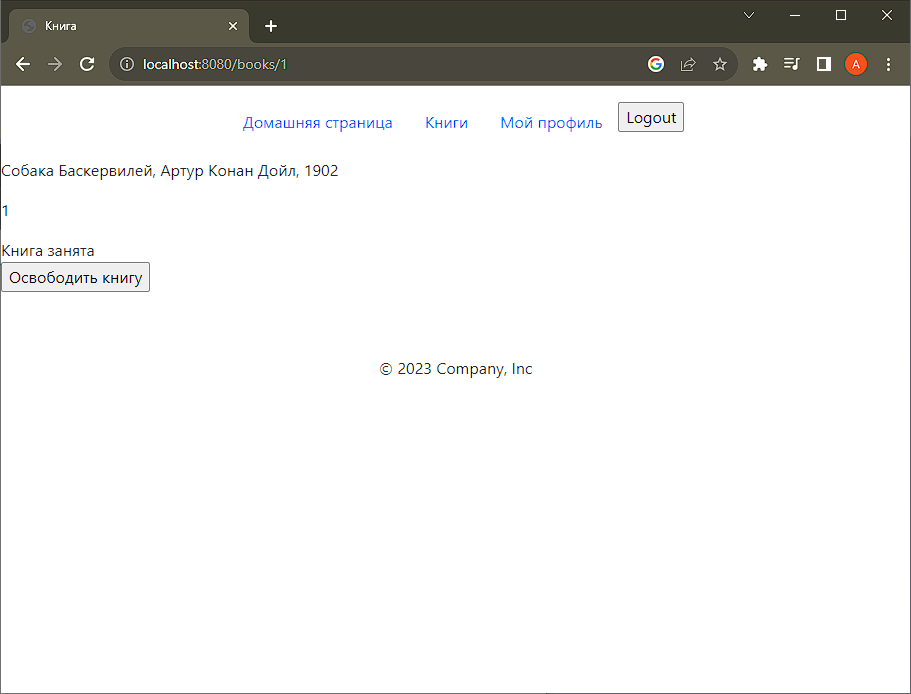 Книга
localhost:8080/books/1
A
Домашняя страница Книги Мой профиль Logout
Собака Баскервилей, Артур Конан Дойл, 1902
1
Книга занята
Освободить книгу
© 2023 Company, Inc